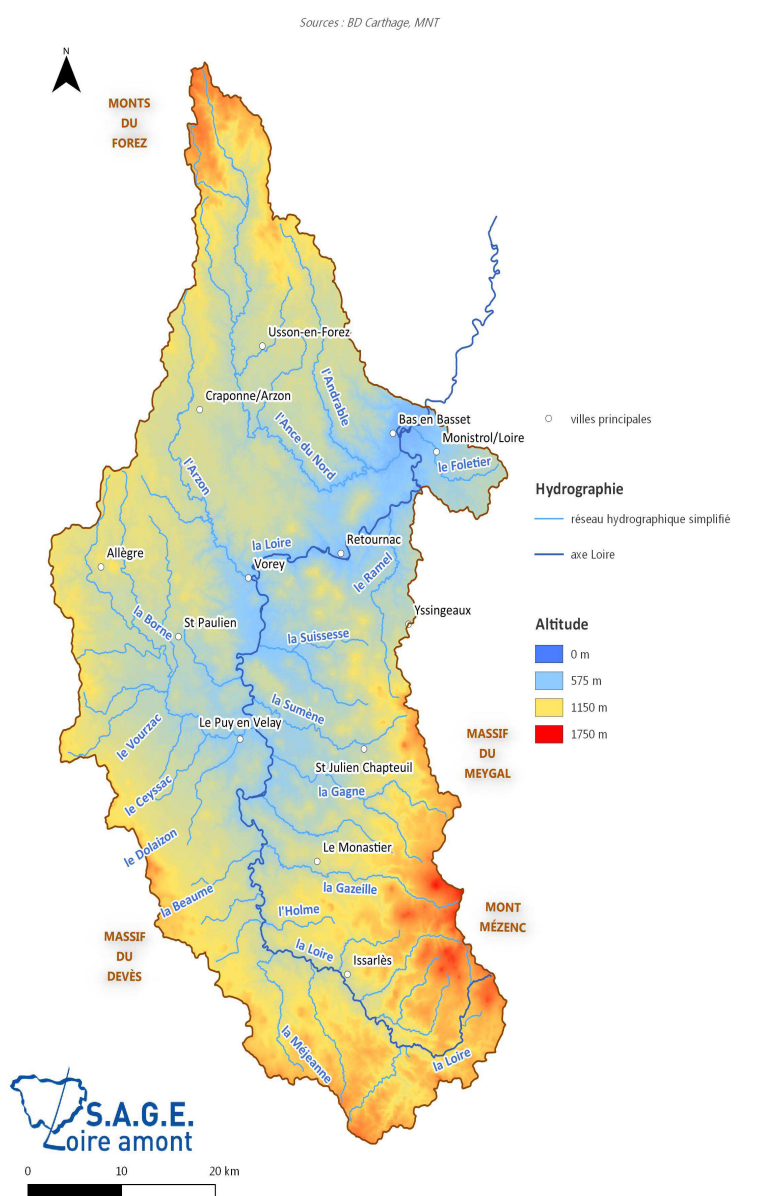 Sources : BD Carthage, MNT
N
MONTS
DU
FOREZ
Usson-en-Forez
l'Andrable
Craponne/Arzon
Bas en Basset
villes principales
l'Ance du Nord
Monistrol/Loire
le Foletier
l'Arzon
Hydrographie
réseau hydrographique simplifié
la Loire
Retournac
axe Loire
Allègre
Vorey
le Ramel
la Borne
St Paulien
Yssingeaux
Altitude
la Suissesse
0 m
575 m
la Sumène
1150 m
le Vourzac
Le Puy en Velay
MASSIF
DU
MEYGAL
1750 m
St Julien Chapteuil
le Ceyssac
la Gagne
le Dolaizon
Le Monastier
la Gazeille
la Beaume
l'Holme
MONT
MÉZENC
MASSIF
DU
DEVÈS
la Loire
Issarlès
la Méjeanne
la Loire
S.A.G.E.
Loire amont
0 10 20 km